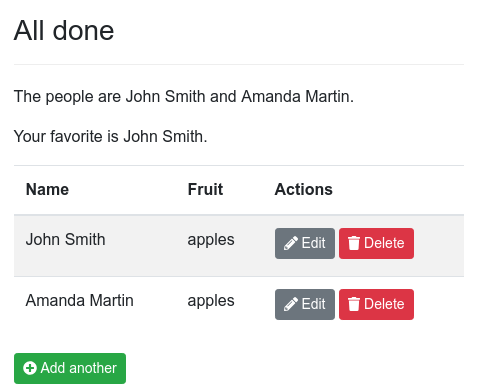 All done
The people are John Smith and Amanda Martin.
Your favorite is John Smith.
Name Fruit Actions
John Smith apples Edit Delete
Amanda Martin apples Edit Delete
Add another